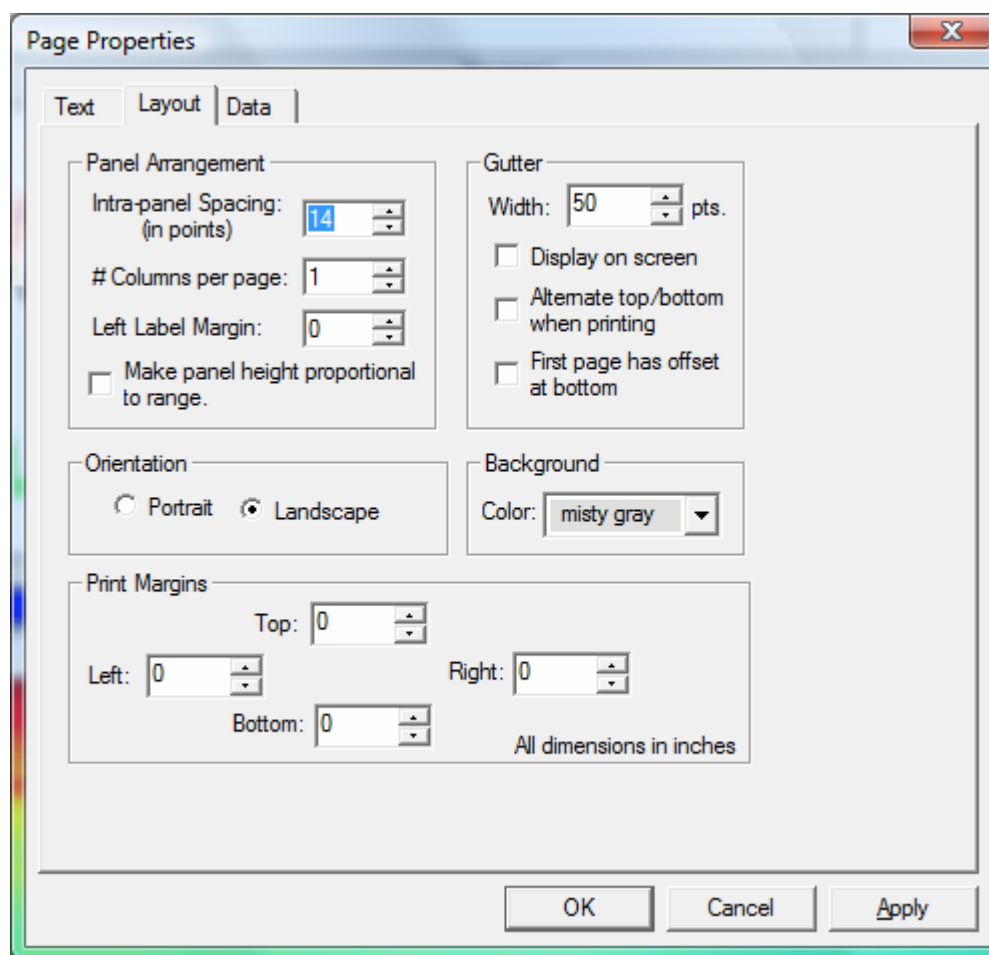 Page Properties
Text Layout Data
Panel Arrangement
Intra-panel Spacing:
(in points)
14
# Columns per page: 1
Left Label Margin: 0
Make panel height proportional
to range.
Gutter
Width: 50 pts.
Display on screen
Alternate top/bottom
when printing
First page has offset
at bottom
Orientation
Portrait Landscape
Background
Color: misty gray
Print Margins
Top: 0
Left: 0 Right: 0
Bottom: 0
All dimensions in inches
OK Cancel Apply